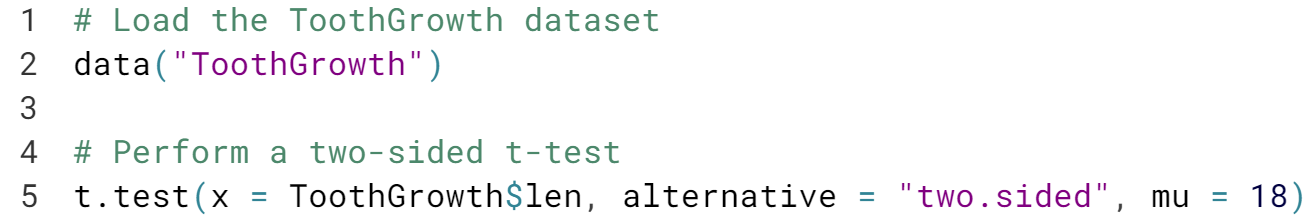 1 # Load the ToothGrowth dataset
2 data("ToothGrowth")
3
4 # Perform a two-sided t-test
5 t.test(x = ToothGrowth$len, alternative = "two.sided", mu = 18)